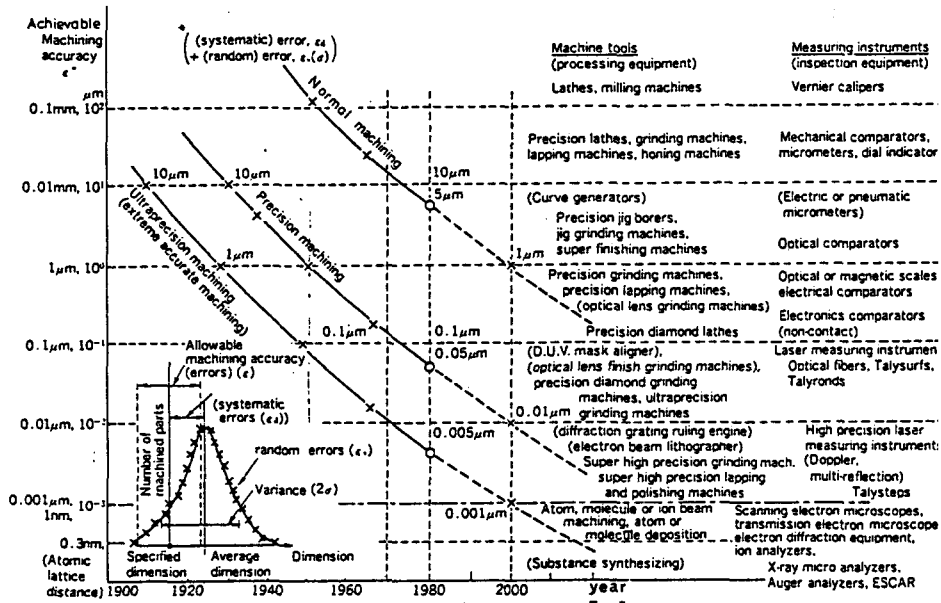 Achievable
Machining
accuracy
ε*
μm
*( (systematic) error, εₐ
+ (random) error, εᵣ(σ) )
Machine tools
(processing equipment)
Measuring instruments
(inspection equipment)
Lathes, milling machines
Vernier calipers
0.1mm, 10²
Normal machining
Precision lathes, grinding machines,
lapping machines, honing machines
Mechanical comparators,
micrometers, dial indicator
0.01mm, 10¹
10μm
10μm
10μm
5μm
(Curve generators)
Precision jig borers,
jig grinding machines,
super finishing machines
(Electric or pneumatic
micrometers)
Optical comparators
Ultraprecision machining
(extreme accurate machining)
Precision machining
1μm, 10⁰
1μm
1μm
Precision grinding machines,
precision lapping machines,
(optical lens grinding machines)
Optical or magnetic scales
electrical comparators
Electronics comparators
(non-contact)
Precision diamond lathes
0.1μm, 10⁻¹
0.1μm
0.1μm
0.05μm
(D.U.V. mask aligner),
(optical lens finish grinding machines),
precision diamond grinding
machines, ultraprecision
grinding machines
Laser measuring instrumen
Optical fibers, Talysurfs,
Talyronds
Allowable
machining accuracy
(errors) (ε)
(systematic
errors (εₐ))
0.01μm, 10⁻²
0.01μm
0.005μm
(diffraction grating ruling engine)
(electron beam lithographer)
Super high precision grinding mach.
super high precision lapping
and polishing machines
High precision laser
measuring instrument
(Doppler,
multi-reflection)
Talysteps
Number of
machined parts
random errors (εᵣ)
Variance (2σ)
0.001μm, 10⁻³
1nm,
0.001μm
Atom, molecule or ion beam
machining, atom or
molecule deposition
Scanning electron microscopes,
transmission electron microscope
electron diffraction equipment,
ion analyzers,
0.3nm,
(Atomic
lattice
distance)
Specified
dimension
Average
dimension
Dimension
(Substance synthesizing)
X-ray micro analyzers,
Auger analyzers, ESCAR
1900
1920
1940
1960
1980
2000
year